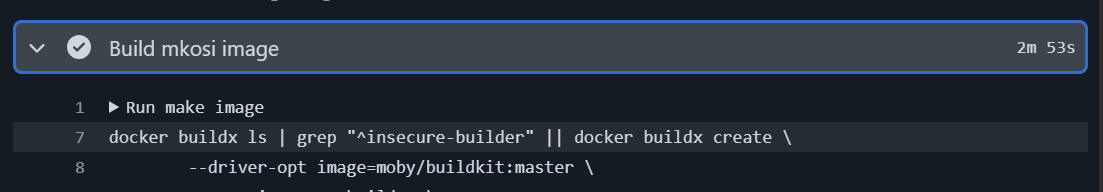 Build mkosi image 2m 53s
1 Run make image
7 docker buildx ls | grep "^insecure-builder" || docker buildx create \
8 --driver-opt image=moby/buildkit:master \